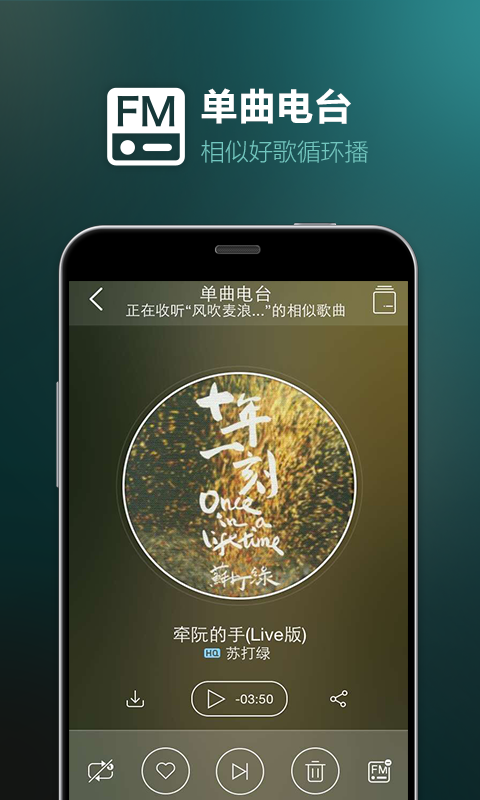 FM
单曲电台
相似好歌循环播
单曲电台
正在收听“风吹麦浪...”的相似歌曲
十年
一刻
Once
in a
lifetime
蘇打綠
牵阮的手(Live版)
HQ 苏打绿
-03:50
FM